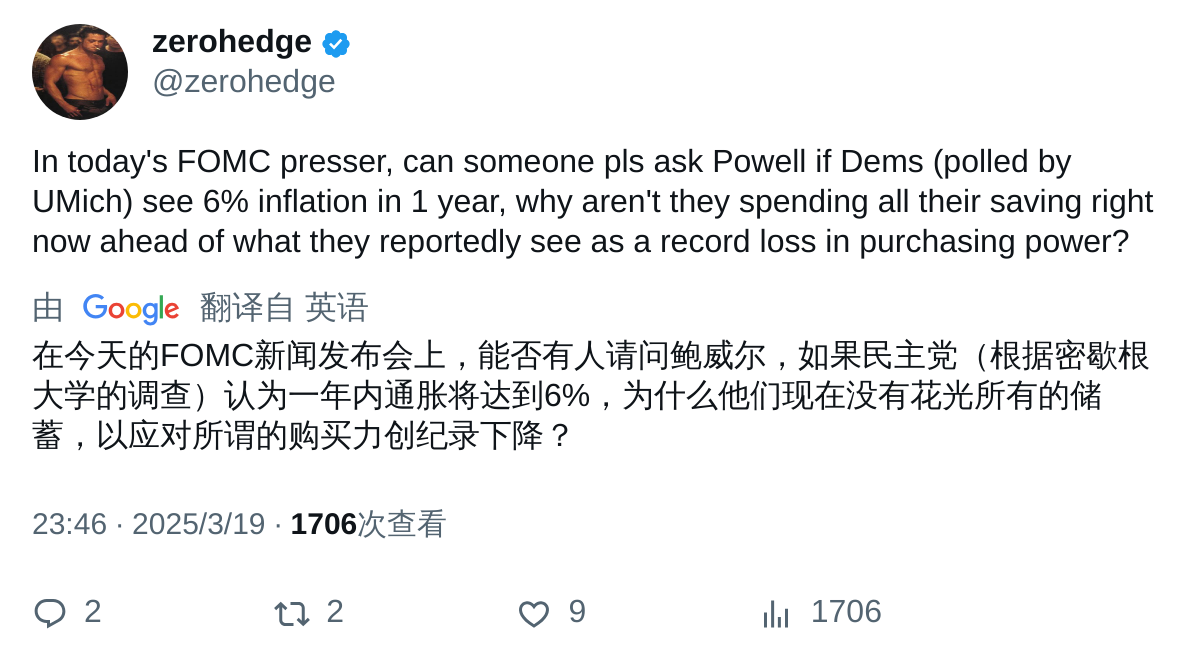 zerohedge
@zerohedge
In today's FOMC presser, can someone pls ask Powell if Dems (polled by
UMich) see 6% inflation in 1 year, why aren't they spending all their saving right
now ahead of what they reportedly see as a record loss in purchasing power?
由 Google 翻译自 英语
在今天的FOMC新闻发布会上，能否有人请问鲍威尔，如果民主党（根据密歇根
大学的调查）认为一年内通胀将达到6%，为什么他们现在没有花光所有的储
蓄，以应对所谓的购买力创纪录下降？
23:46 · 2025/3/19 · 1706次查看
2 2 9 1706